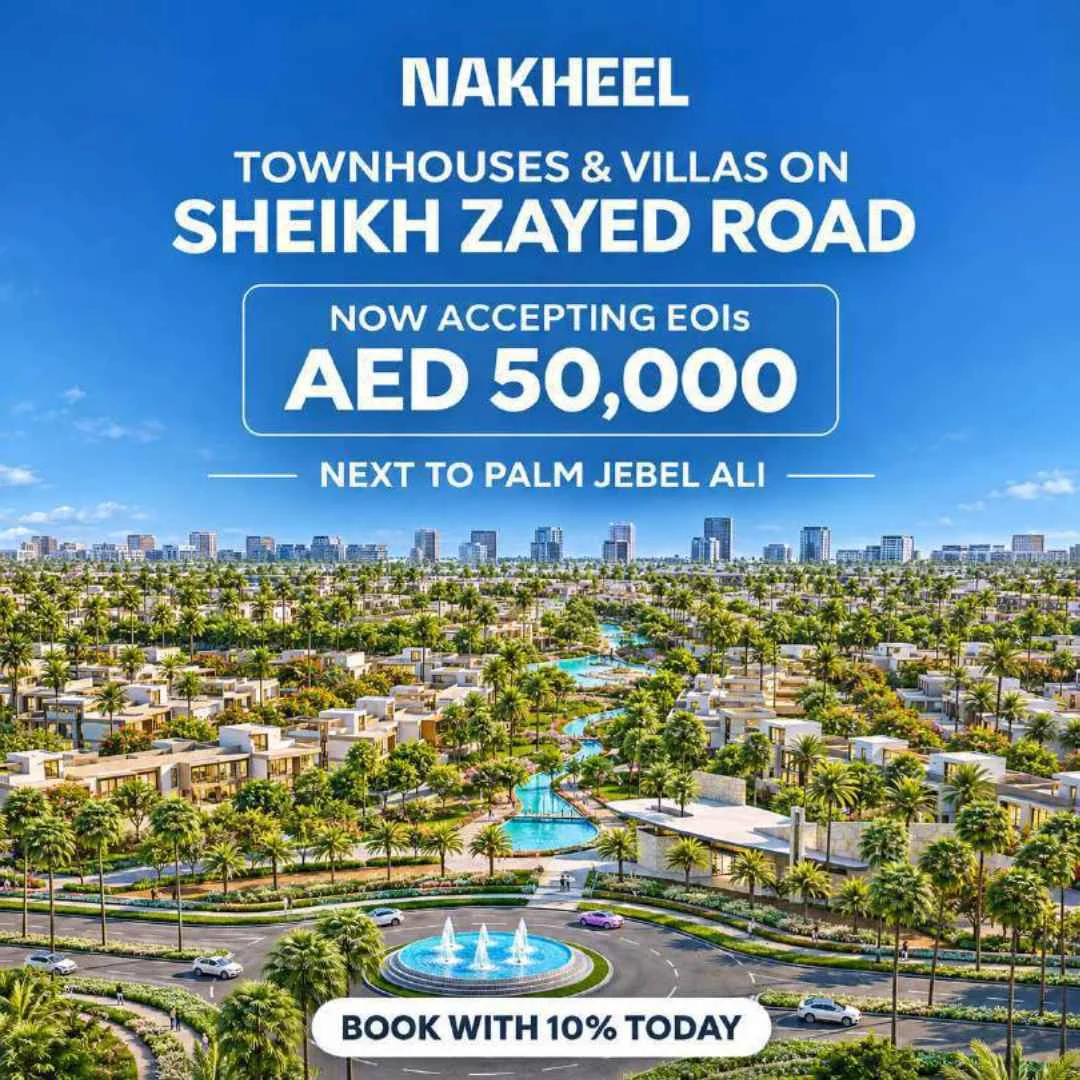 NAKHEEL
TOWNHOUSES & VILLAS ON
SHEIKH ZAYED ROAD
NOW ACCEPTING EOIs
AED 50,000
NEXT TO PALM JEBEL ALI
BOOK WITH 10% TODAY